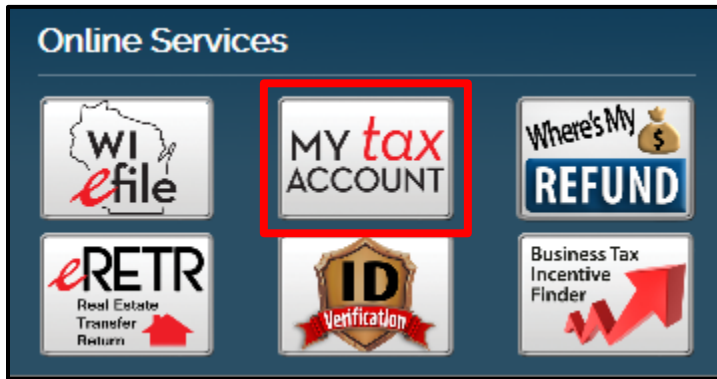 Online Services
WI
efile
MY tax
ACCOUNT
Where's My
$
REFUND
eRETR
Real Estate
Transfer
Return
ID
Verification
Business Tax
Incentive
Finder